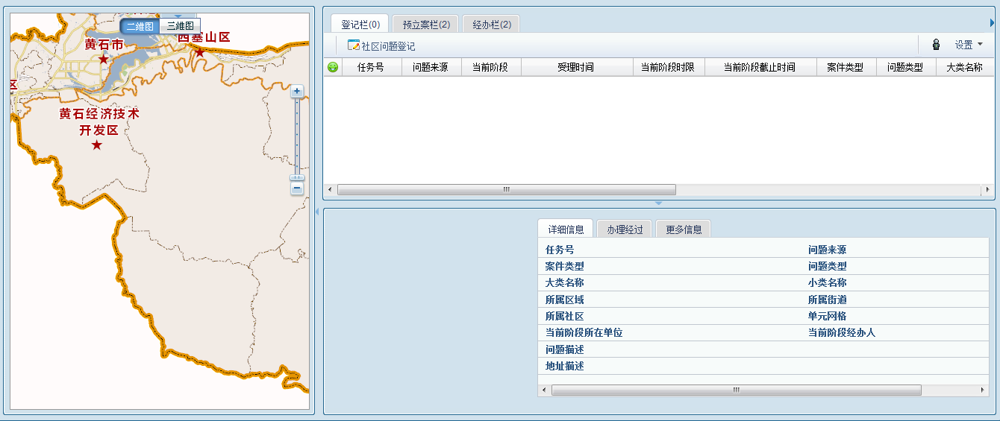 二维图 三维图
西塞山区
黄石市
区
黄石经济技术
开发区
登记栏(0) 预立案栏(2) 经办栏(2)
社区问题登记 设置
任务号 问题来源 当前阶段 受理时间 当前阶段时限 当前阶段截止时间 案件类型 问题类型 大类名称
详细信息 办理经过 更多信息
任务号 问题来源
案件类型 问题类型
大类名称 小类名称
所属区域 所属街道
所属社区 单元网格
当前阶段所在单位 当前阶段经办人
问题描述
地址描述